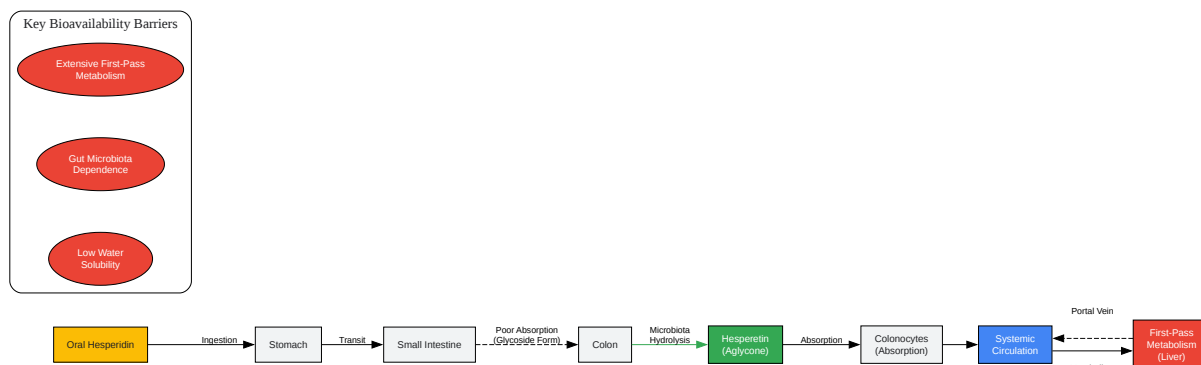 Key Bioavailability Barriers
Extensive First-Pass
Metabolism
Gut Microbiota
Dependence
Low Water
Solubility
Oral Hesperidin
Ingestion
Stomach
Transit
Small Intestine
Poor Absorption
(Glycoside Form)
Colon
Microbiota
Hydrolysis
Hesperetin
(Aglycone)
Absorption
Colonocytes
(Absorption)
Systemic
Circulation
Portal Vein
First-Pass
Metabolism
(Liver)